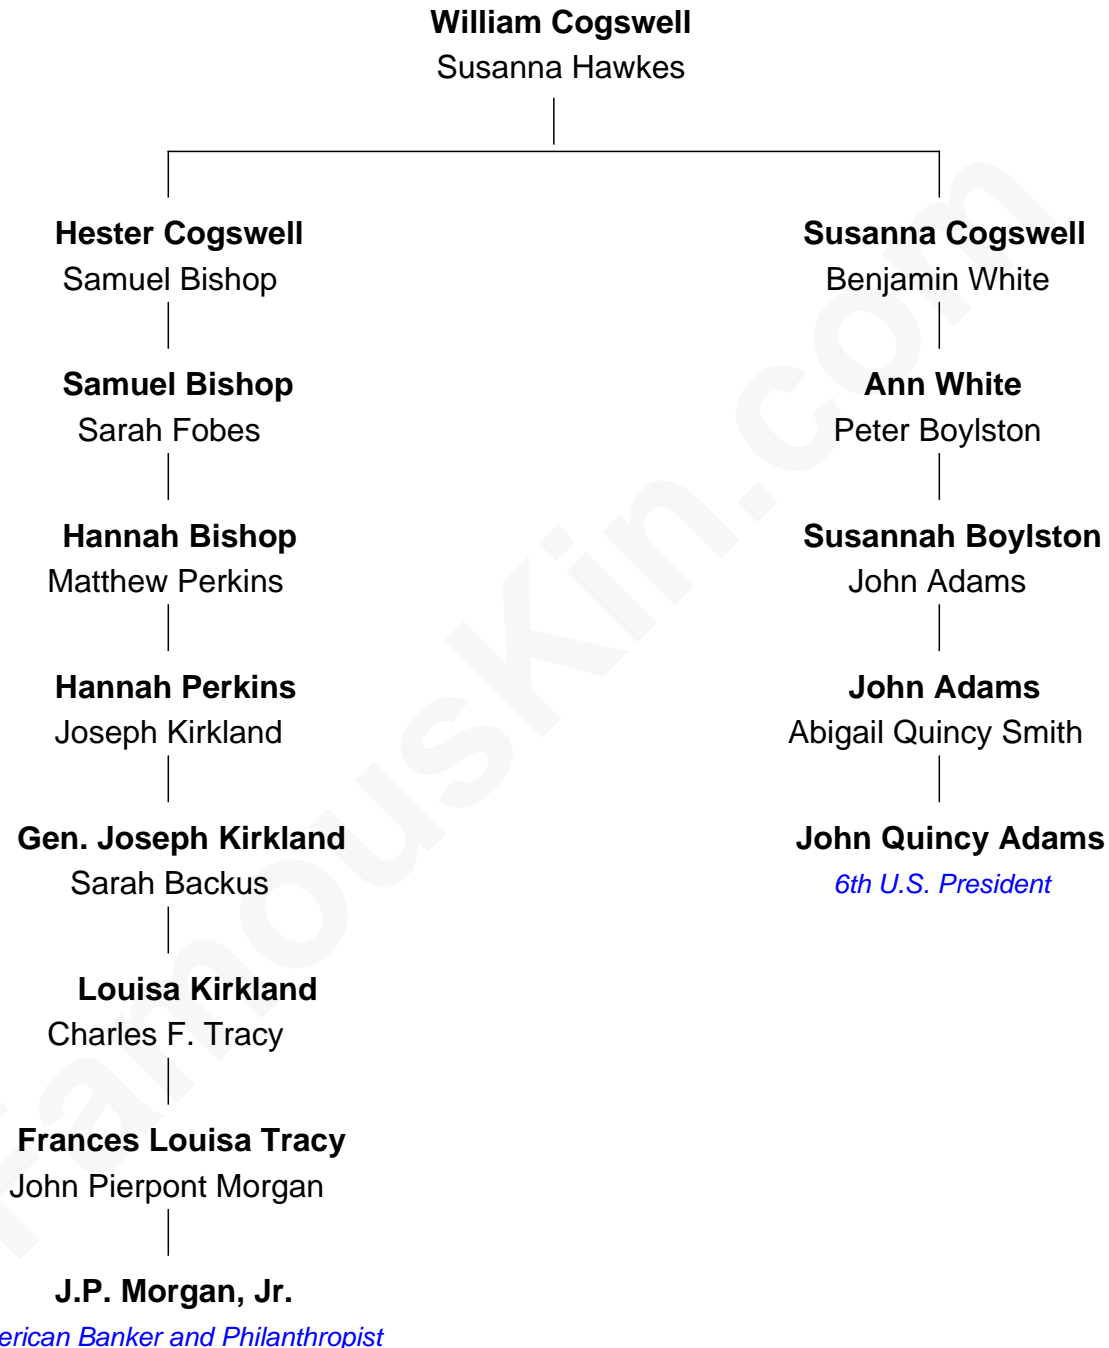 William Cogswell
Susanna Hawkes
Hester Cogswell
Samuel Bishop
Samuel Bishop
Sarah Fobes
Hannah Bishop
Matthew Perkins
Hannah Perkins
Joseph Kirkland
Gen. Joseph Kirkland
Sarah Backus
Louisa Kirkland
Charles F. Tracy
Frances Louisa Tracy
John Pierpont Morgan
J.P. Morgan, Jr.
erican Banker and Philanthropist
Susanna Cogswell
Benjamin White
Ann White
Peter Boylston
Susannah Boylston
John Adams
John Adams
Abigail Quincy Smith
John Quincy Adams
6th U.S. President
FamousKin.com